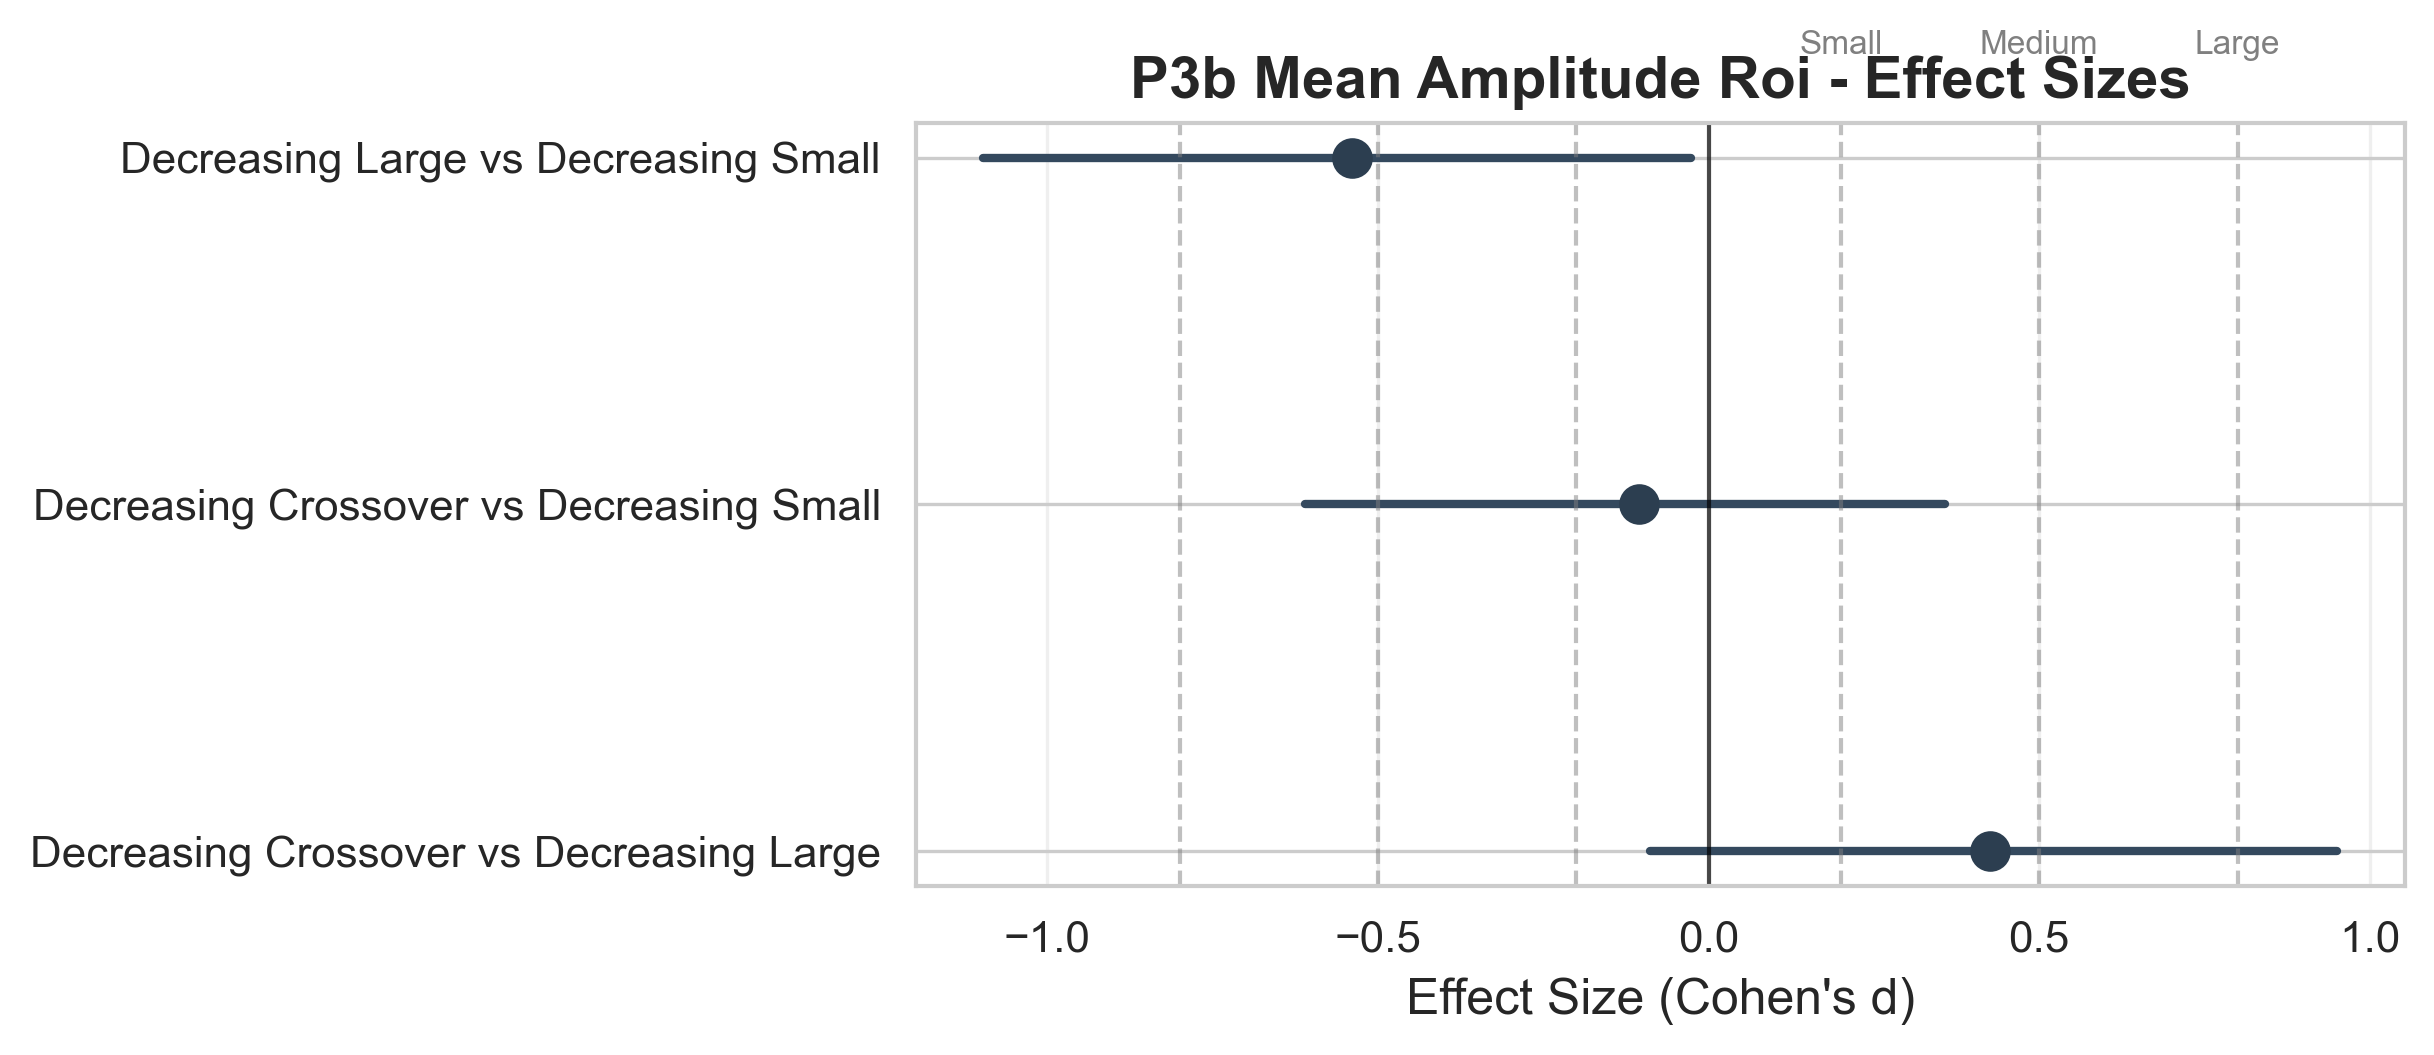 Small Medium Large
P3b Mean Amplitude Roi - Effect Sizes
Decreasing Large vs Decreasing Small
Decreasing Crossover vs Decreasing Small
Decreasing Crossover vs Decreasing Large
−1.0 −0.5 0.0 0.5 1.0
Effect Size (Cohen's d)